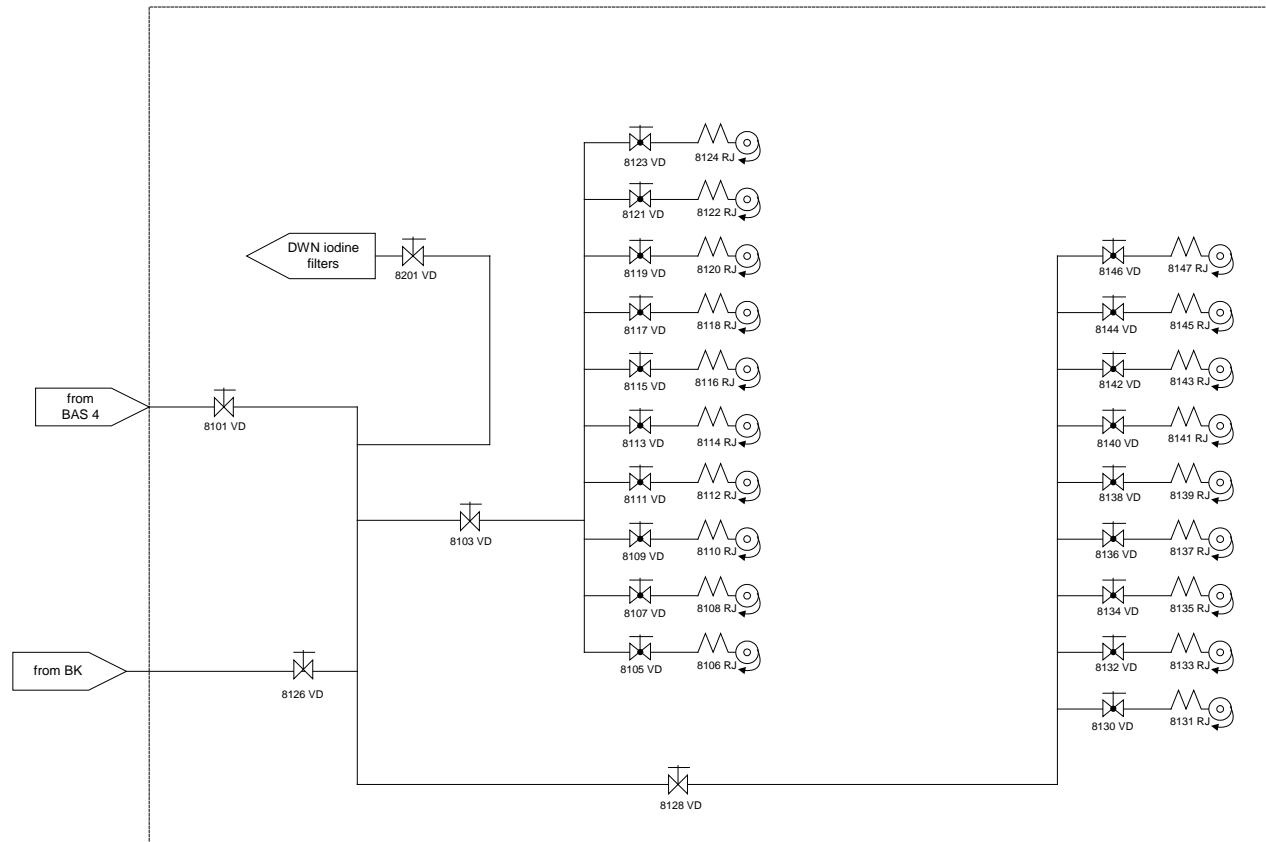 8123 VD
8124 RJ
8121 VD
8122 RJ
DWN iodine
filters
8201 VD
8119 VD
8120 RJ
8146 VD
8147 RJ
8117 VD
8118 RJ
8144 VD
8145 RJ
from
BAS 4
8101 VD
8115 VD
8116 RJ
8142 VD
8143 RJ
8113 VD
8114 RJ
8140 VD
8141 RJ
8111 VD
8112 RJ
8138 VD
8139 RJ
8103 VD
8109 VD
8110 RJ
8136 VD
8137 RJ
8107 VD
8108 RJ
8134 VD
8135 RJ
from BK
8126 VD
8105 VD
8106 RJ
8132 VD
8133 RJ
8130 VD
8131 RJ
8128 VD